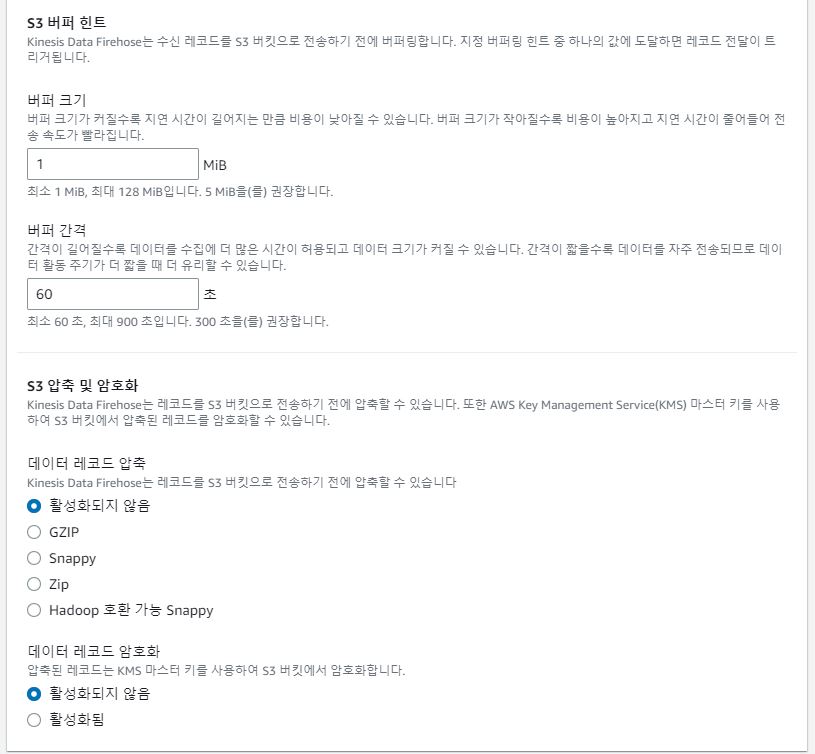 S3 버퍼 힌트
Kinesis Data Firehose는 수신 레코드를 S3 버킷으로 전송하기 전에 버퍼링합니다. 지정 버퍼링 힌트 중 하나의 값에 도달하면 레코드 전달이 트
리거됩니다.
버퍼 크기
버퍼 크기가 커질수록 지연 시간이 길어지는 만큼 비용이 낮아질 수 있습니다. 버퍼 크기가 작아질수록 비용이 높아지고 지연 시간이 줄어들어 전
송 속도가 빨라집니다.
1 MiB
최소 1 MiB, 최대 128 MiB입니다. 5 MiB을(를) 권장합니다.
버퍼 간격
간격이 길어질수록 데이터를 수집에 더 많은 시간이 허용되고 데이터 크기가 커질 수 있습니다. 간격이 짧을수록 데이터를 자주 전송되므로 데이
터 활동 주기가 더 짧을 때 더 유리할 수 있습니다.
60 초
최소 60 초, 최대 900 초입니다. 300 초을(를) 권장합니다.
S3 압축 및 암호화
Kinesis Data Firehose는 레코드를 S3 버킷으로 전송하기 전에 압축할 수 있습니다. 또한 AWS Key Management Service(KMS) 마스터 키를 사용
하여 S3 버킷에서 압축된 레코드를 암호화할 수 있습니다.
데이터 레코드 압축
Kinesis Data Firehose는 레코드를 S3 버킷으로 전송하기 전에 압축할 수 있습니다
활성화되지 않음
GZIP
Snappy
Zip
Hadoop 호환 가능 Snappy
데이터 레코드 암호화
압축된 레코드는 KMS 마스터 키를 사용하여 S3 버킷에서 암호화합니다.
활성화되지 않음
활성화됨